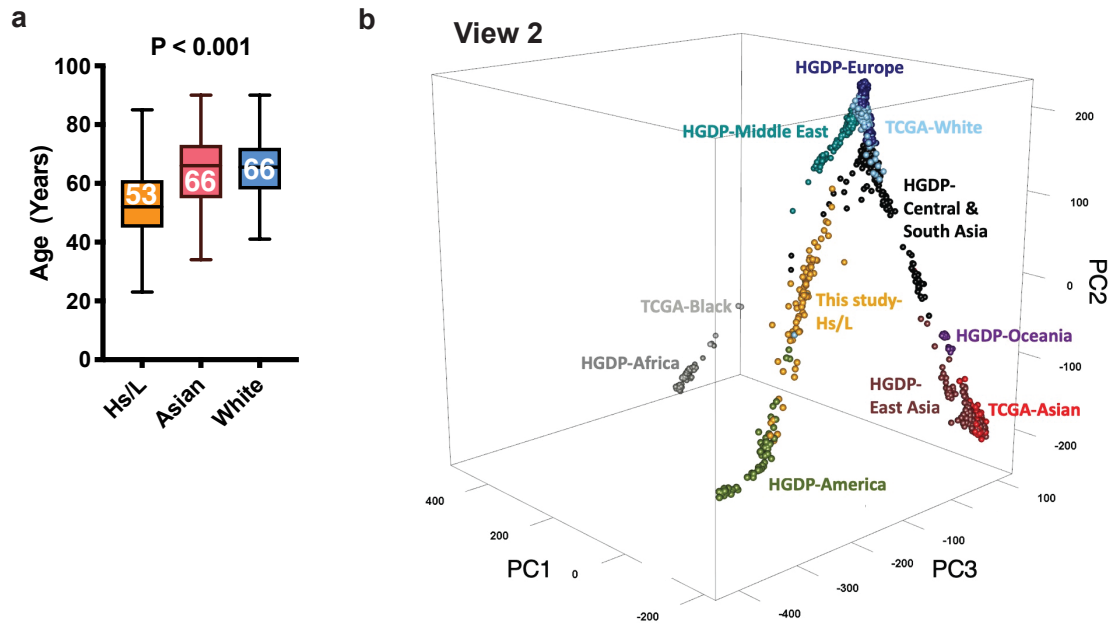 a
P < 0.001
Age (Years)
100
80
60
40
20
0
53
66
66
Hs/L
Asian
White
b
View 2
HGDP-Europe
HGDP-Middle East
TCGA-White
HGDP-
Central &
South Asia
TCGA-Black
This study-
Hs/L
HGDP-Africa
HGDP-Oceania
HGDP-
East Asia
TCGA-Asian
HGDP-America
200
100
0
-100
-200
PC2
400
200
0
-200
PC1
100
-100
-200
-300
-400
PC3